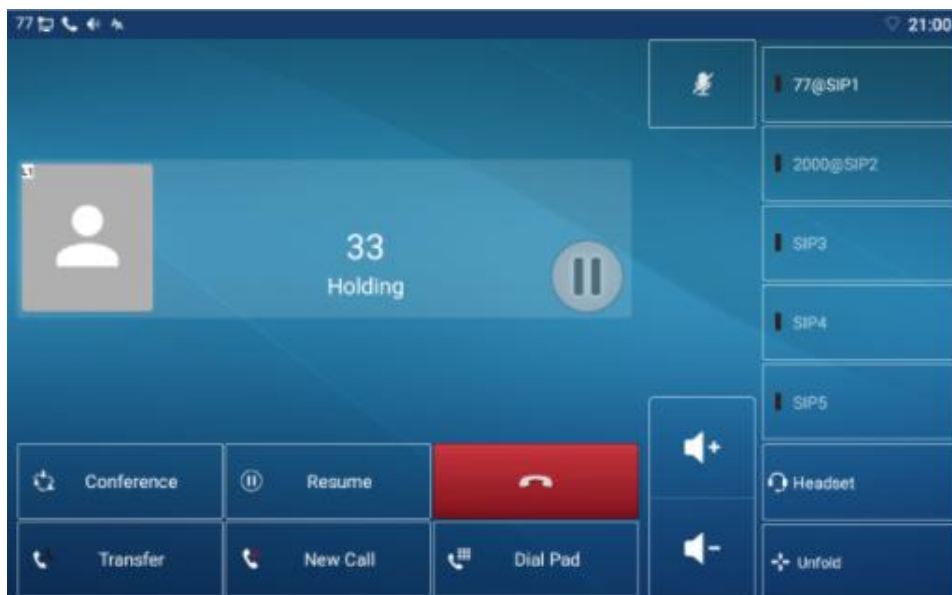 77
21:00
77@SIP1
2000@SIP2
L1
33
Holding
SIP3
SIP4
SIP5
Conference
Resume
Headset
Transfer
New Call
Dial Pad
Unfold